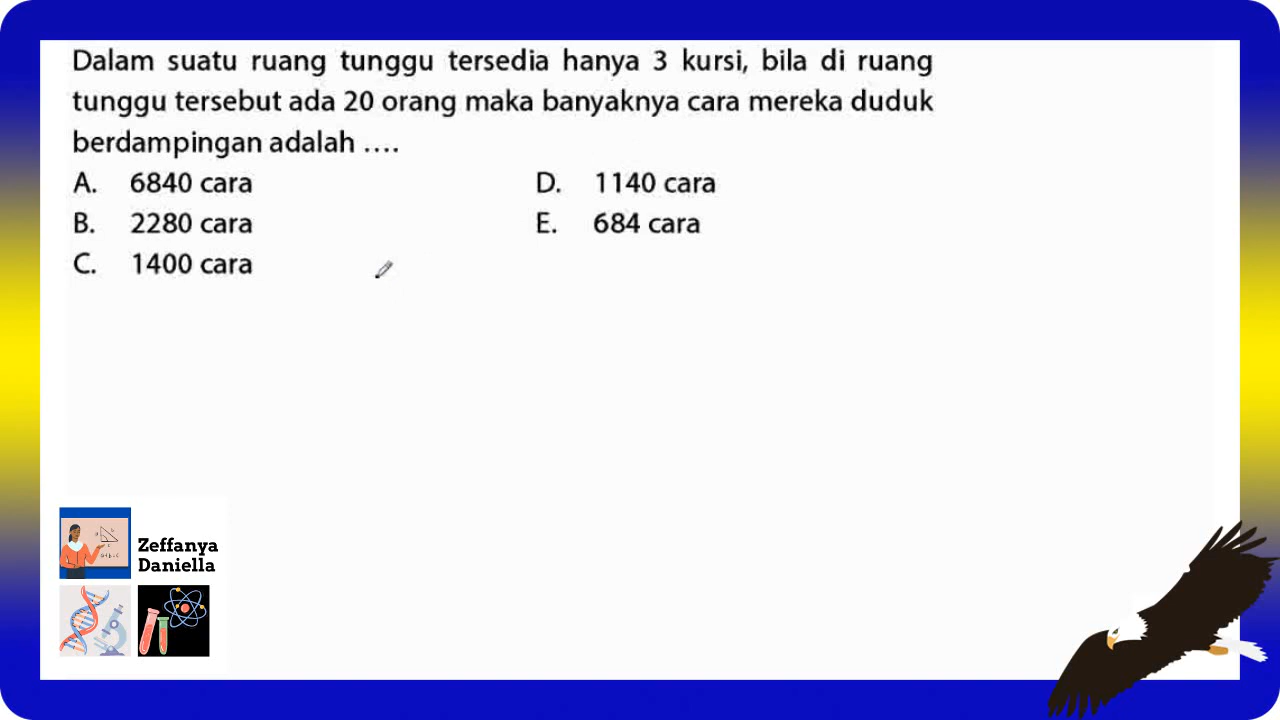 Dalam suatu ruang tunggu tersedia hanya 3 kursi, bila di ruang
tunggu tersebut ada 20 orang maka banyaknya cara mereka duduk
berdampingan adalah ....
A. 6840 cara
B. 2280 cara
C. 1400 cara
D. 1140 cara
E. 684 cara
Zeffanya
Daniella